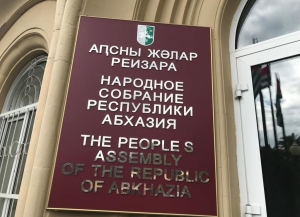 АԤСНЫ ЖӘЛАР
РЕИЗАРА
НАРОДНОЕ
СОБРАНИЕ
РЕСПУБЛИКИ
АБХАЗИЯ
THE PEOPLE S
ASSEMBLY
OF THE REPUBLIC
OF ABKHAZIA